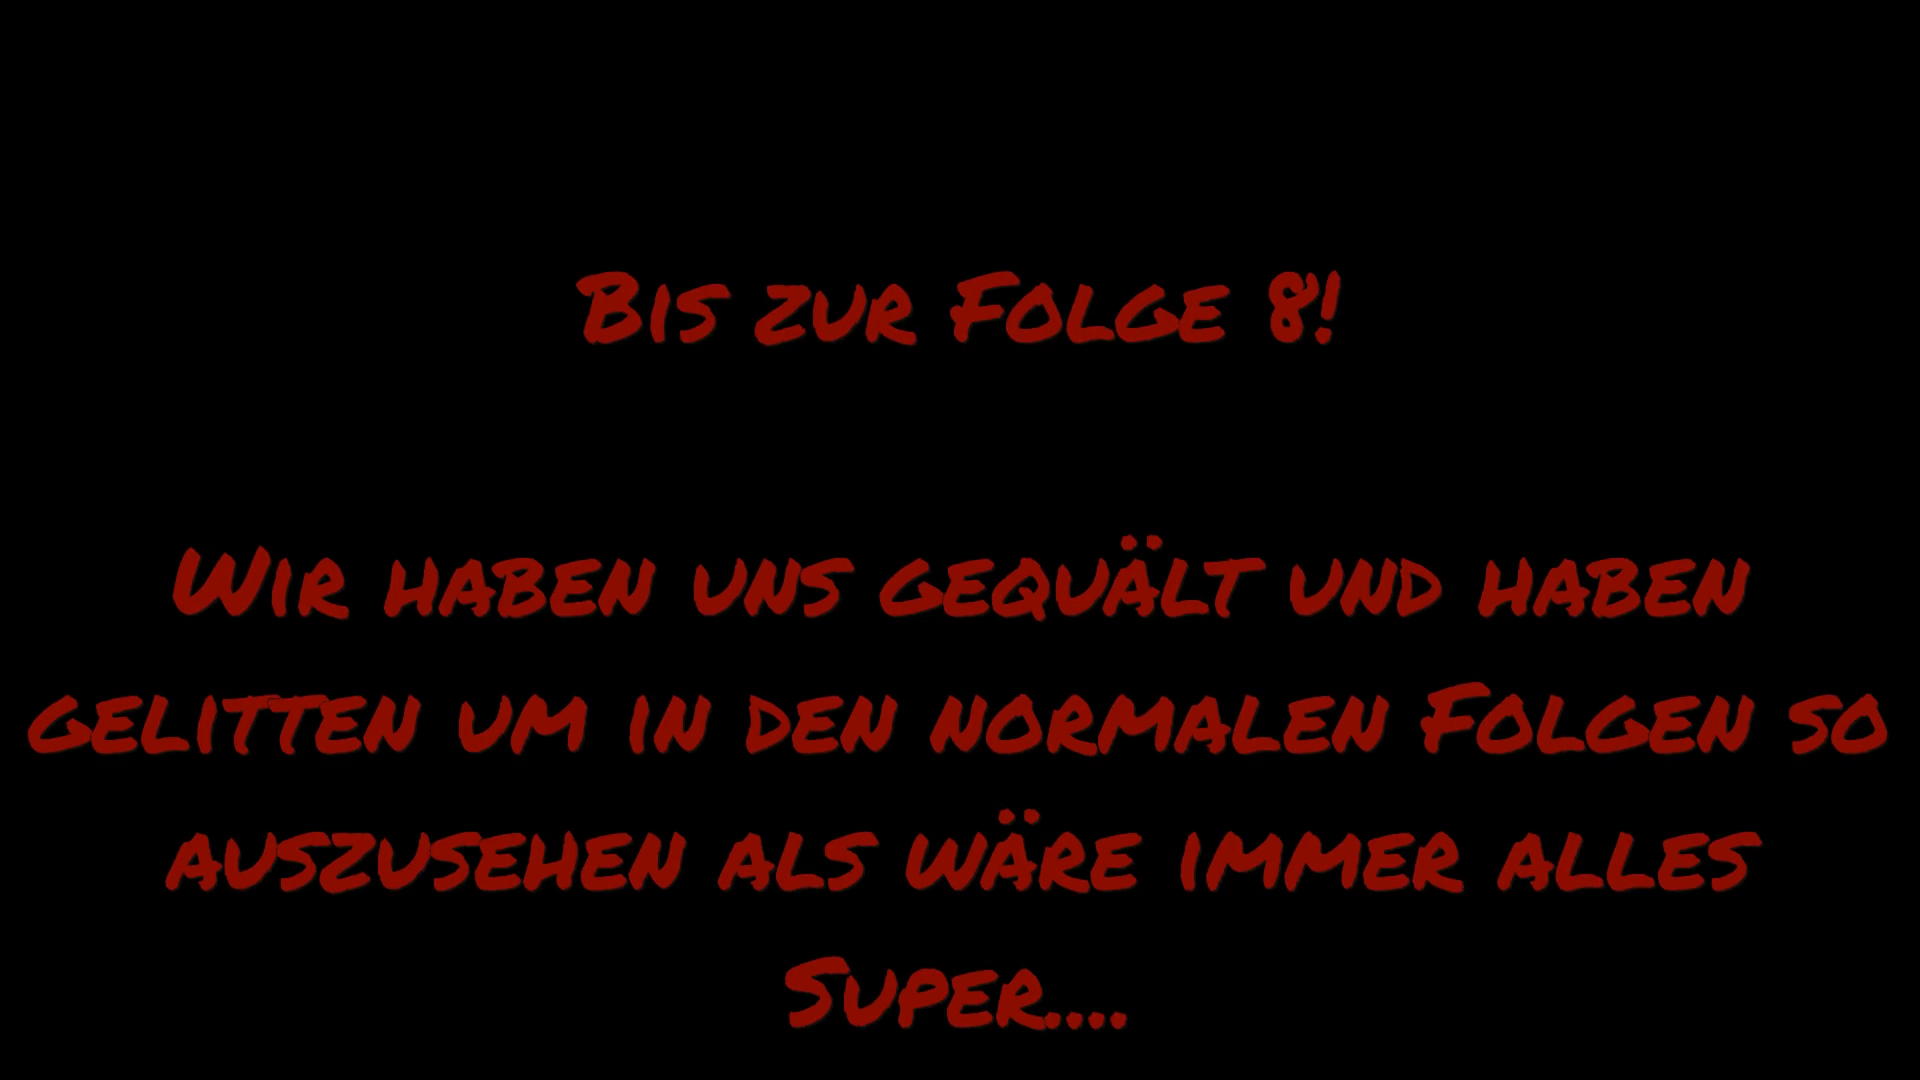 Bis zur Folge 8!
Wir haben uns gequält und haben
gelitten um in den normalen Folgen so
auszusehen als wäre immer alles
Super....